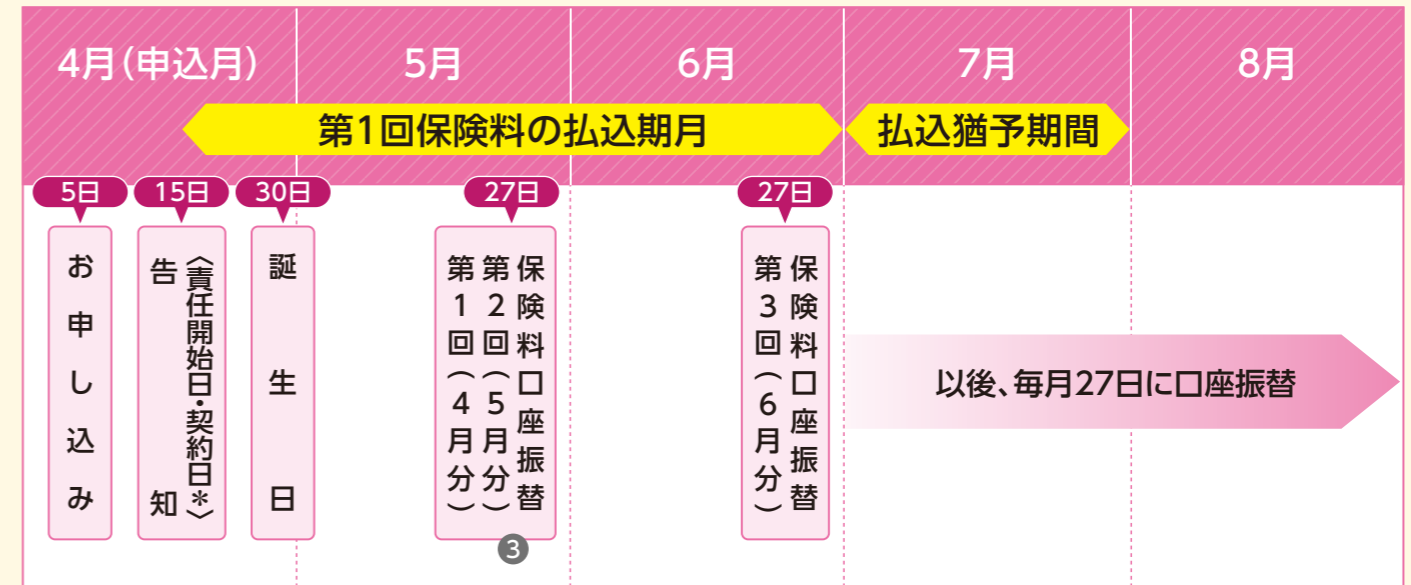 4月(申込月)
5月
6月
7月
8月
第1回保険料の払込期月
払込猶予期間
5日
15日
30日
27日
27日
お申し込み
告知
〈責任開始日・契約日*〉
誕生日
保険料口座振替
第2回(5月分)
第1回(4月分)
3
保険料口座振替
第3回(6月分)
以後、毎月27日に口座振替